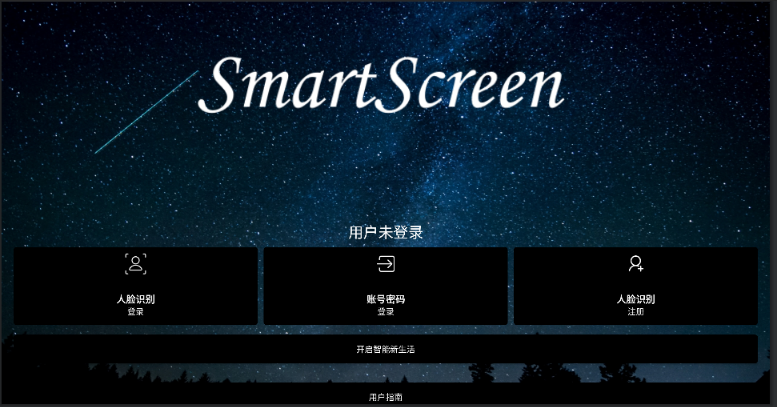 SmartScreen
用户未登录
人脸识别
登录
账号密码
登录
人脸识别
注册
开启智能新生活
用户指南